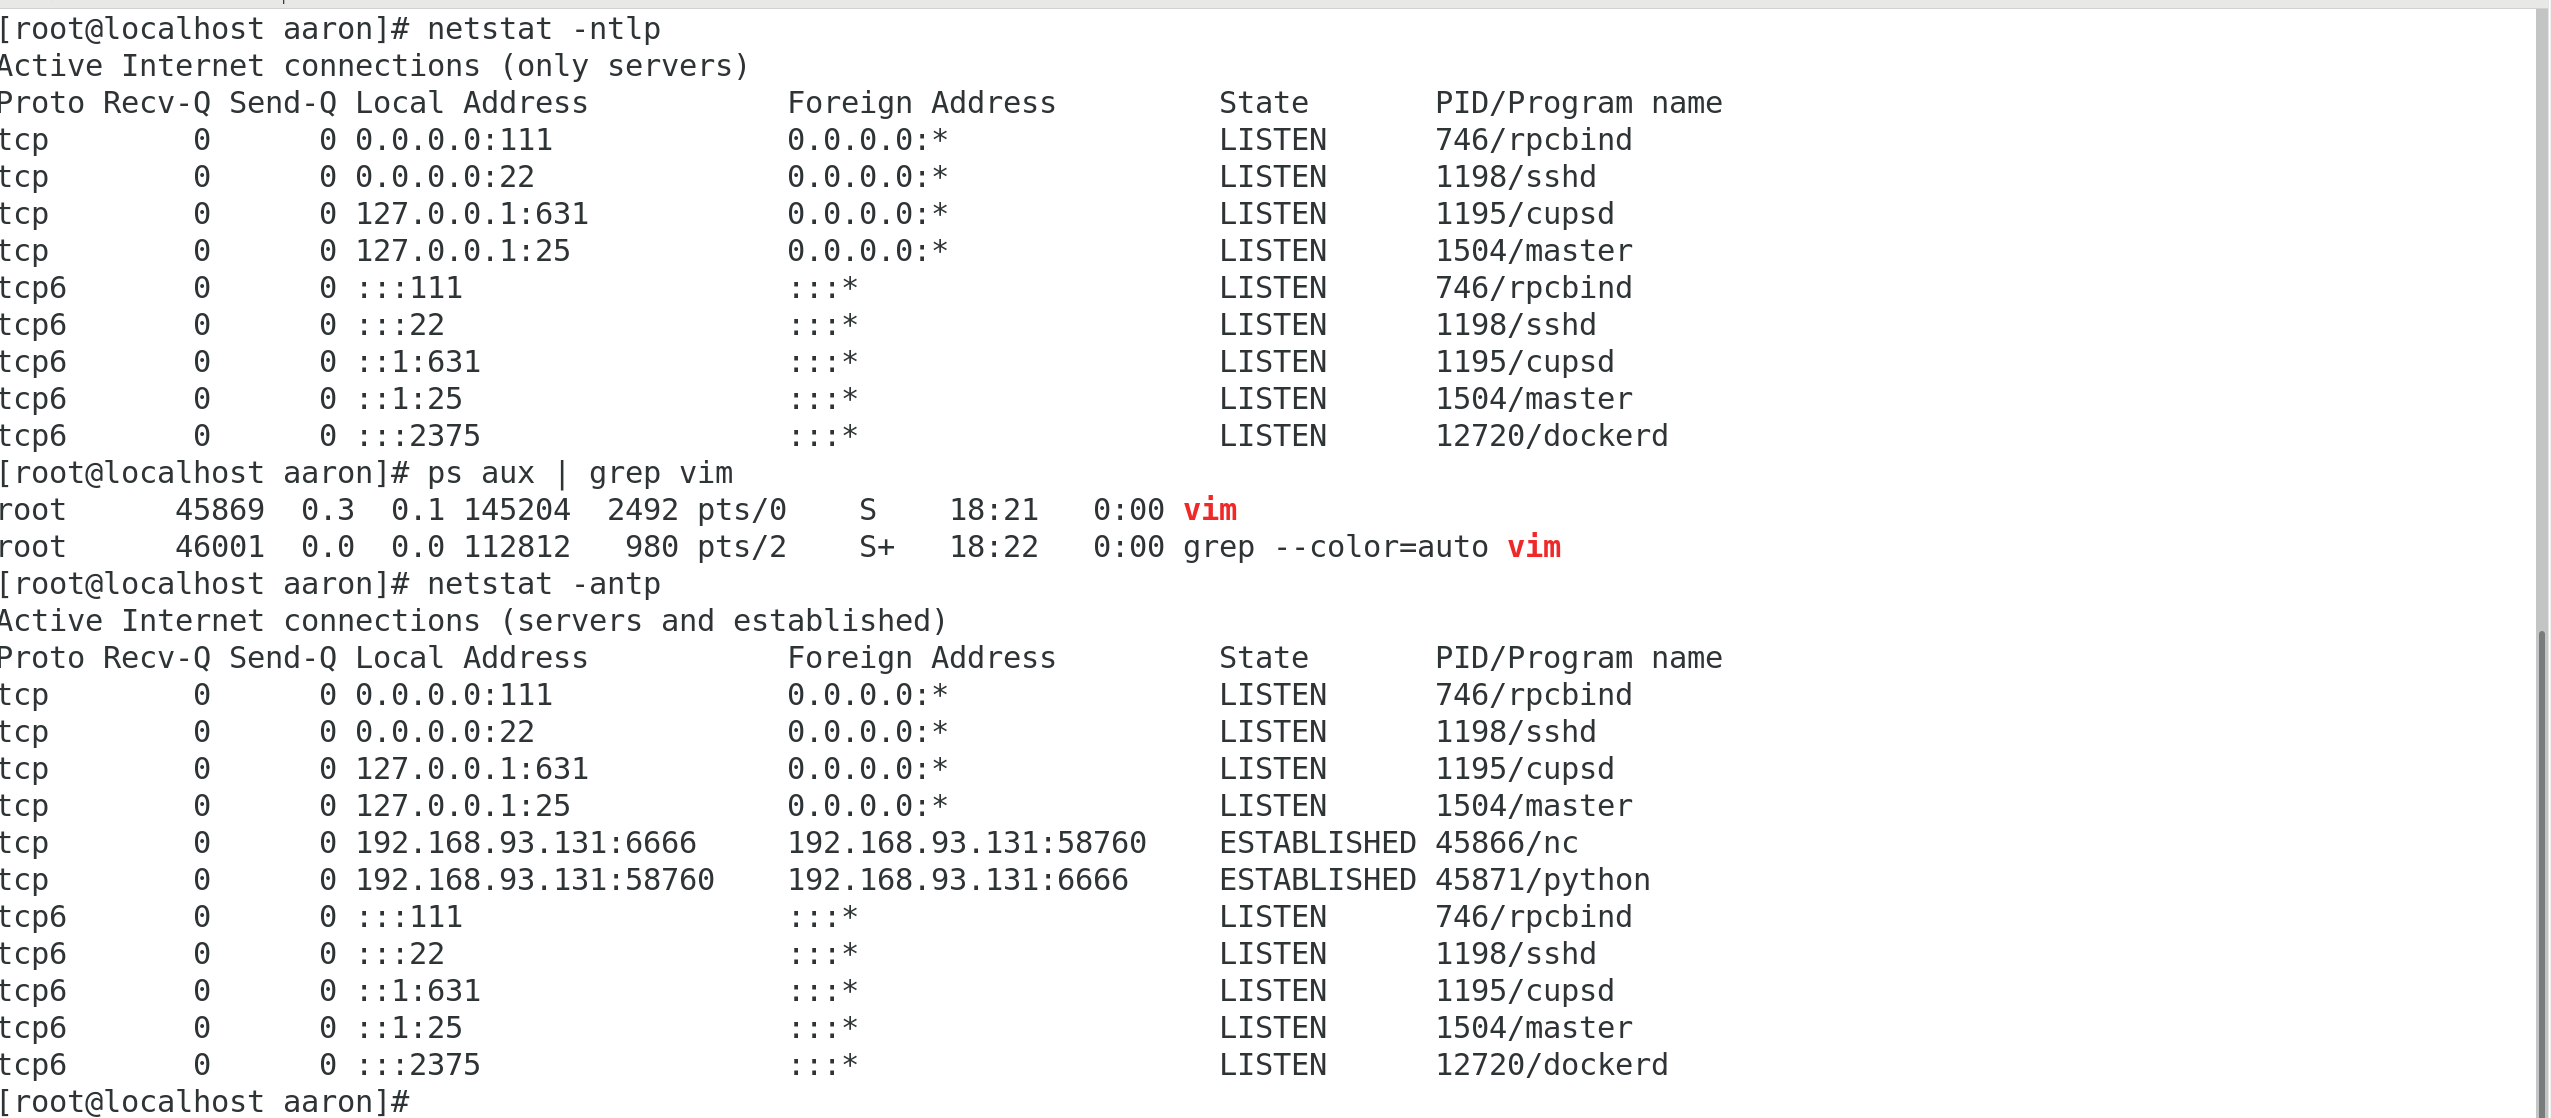 [root@localhost aaron]# netstat -ntlp
Active Internet connections (only servers)
Proto Recv-Q Send-Q Local Address           Foreign Address         State       PID/Program name
tcp        0      0 0.0.0.0:111             0.0.0.0:*               LISTEN      746/rpcbind
tcp        0      0 0.0.0.0:22              0.0.0.0:*               LISTEN      1198/sshd
tcp        0      0 127.0.0.1:631           0.0.0.0:*               LISTEN      1195/cupsd
tcp        0      0 127.0.0.1:25            0.0.0.0:*               LISTEN      1504/master
tcp6       0      0 :::111                  :::*                    LISTEN      746/rpcbind
tcp6       0      0 :::22                   :::*                    LISTEN      1198/sshd
tcp6       0      0 ::1:631                 :::*                    LISTEN      1195/cupsd
tcp6       0      0 ::1:25                  :::*                    LISTEN      1504/master
tcp6       0      0 :::2375                 :::*                    LISTEN      12720/dockerd
[root@localhost aaron]# ps aux | grep vim
root      45869  0.3  0.1 145204  2492 pts/0    S    18:21   0:00 vim
root      46001  0.0  0.0 112812   980 pts/2    S+   18:22   0:00 grep --color=auto vim
[root@localhost aaron]# netstat -antp
Active Internet connections (servers and established)
Proto Recv-Q Send-Q Local Address           Foreign Address         State       PID/Program name
tcp        0      0 0.0.0.0:111             0.0.0.0:*               LISTEN      746/rpcbind
tcp        0      0 0.0.0.0:22              0.0.0.0:*               LISTEN      1198/sshd
tcp        0      0 127.0.0.1:631           0.0.0.0:*               LISTEN      1195/cupsd
tcp        0      0 127.0.0.1:25            0.0.0.0:*               LISTEN      1504/master
tcp        0      0 192.168.93.131:6666     192.168.93.131:58760    ESTABLISHED 45866/nc
tcp        0      0 192.168.93.131:58760    192.168.93.131:6666     ESTABLISHED 45871/python
tcp6       0      0 :::111                  :::*                    LISTEN      746/rpcbind
tcp6       0      0 :::22                   :::*                    LISTEN      1198/sshd
tcp6       0      0 ::1:631                 :::*                    LISTEN      1195/cupsd
tcp6       0      0 ::1:25                  :::*                    LISTEN      1504/master
tcp6       0      0 :::2375                 :::*                    LISTEN      12720/dockerd
[root@localhost aaron]#